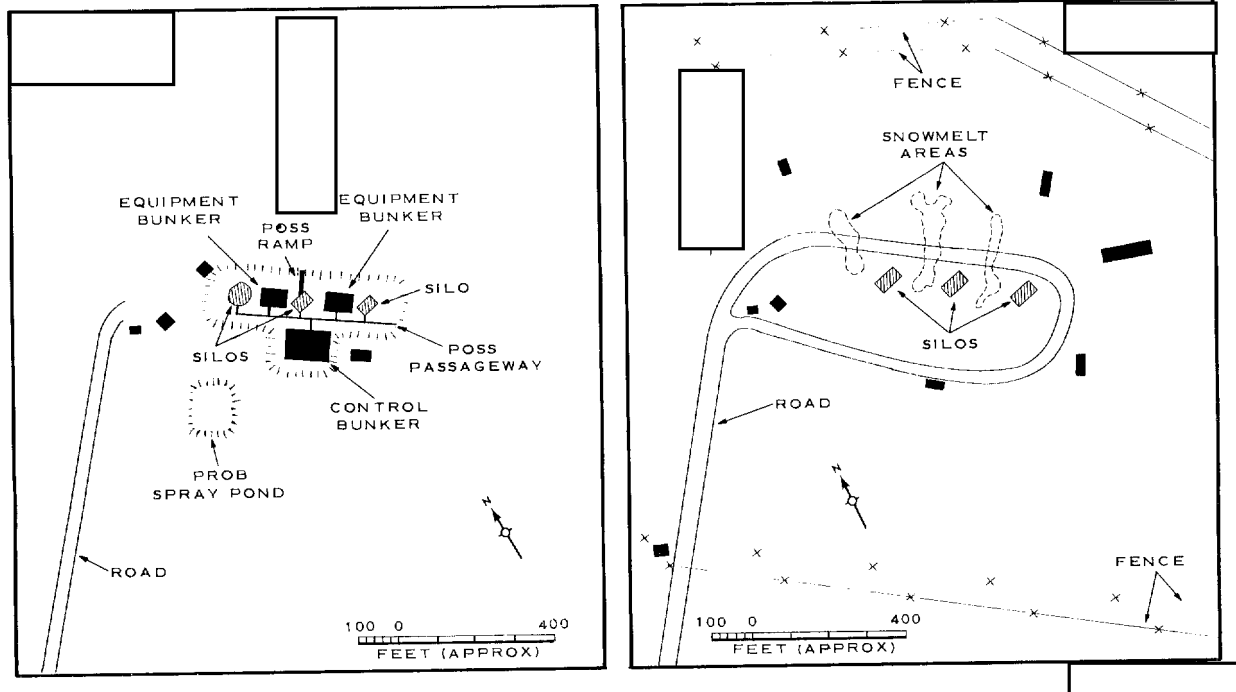 EQUIPMENT
BUNKER
EQUIPMENT
BUNKER
POSS
RAMP
SILO
SILOS
POSS
PASSAGEWAY
CONTROL
BUNKER
PROB
SPRAY POND
N
ROAD
100 0 400
FEET (APPROX)
FENCE
SNOWMELT
AREAS
SILOS
ROAD
N
FENCE
100 0 400
FEET (APPROX)